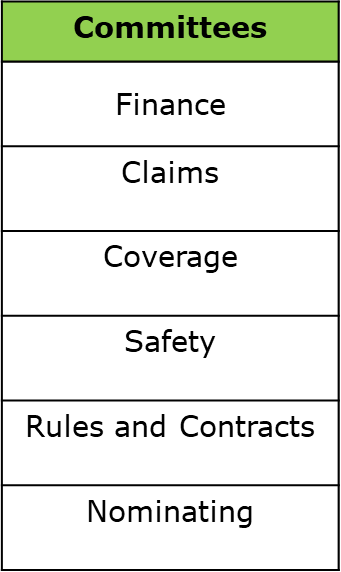 Committees
Finance
Claims
Coverage
Safety
Rules and Contracts
Nominating